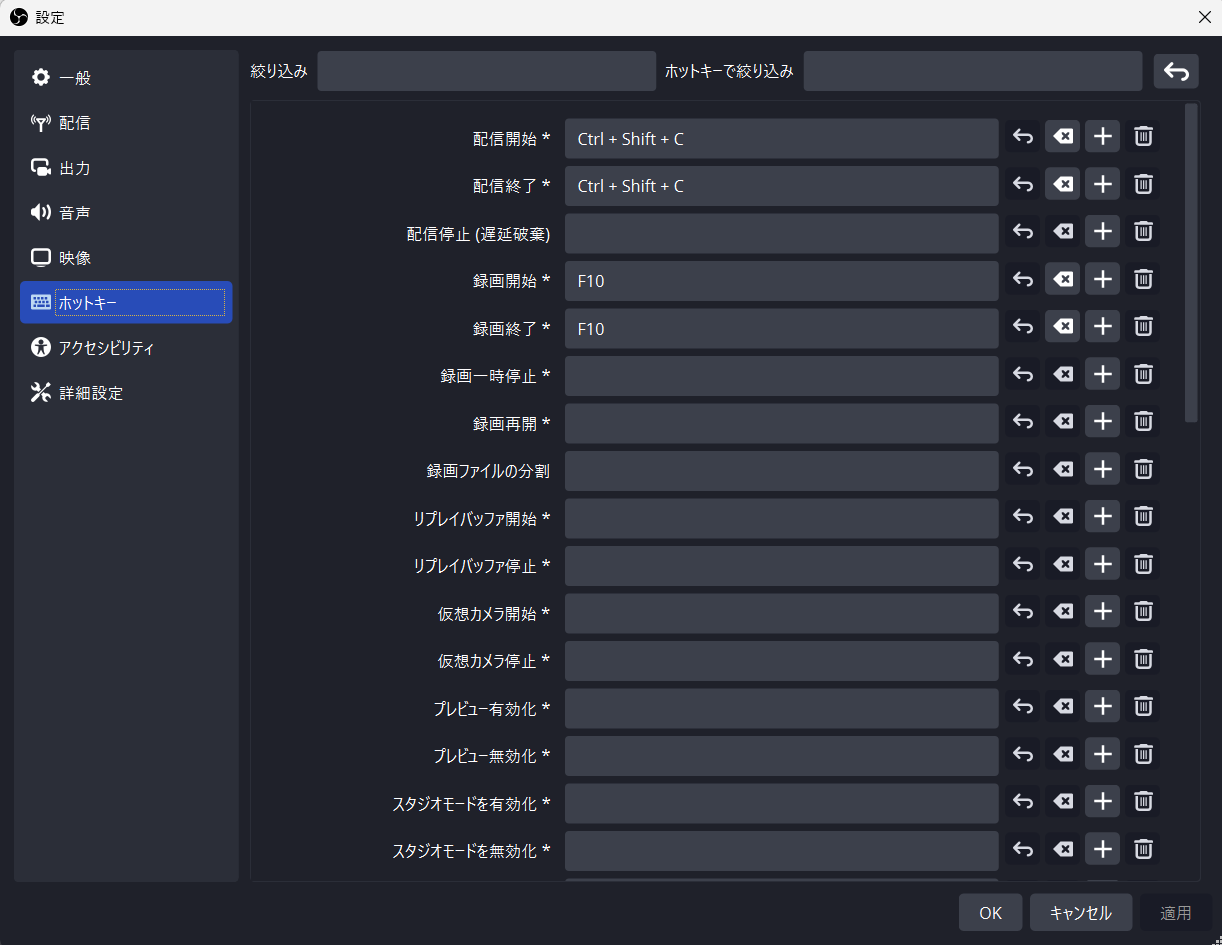 設定
一般
配信
出力
音声
映像
ホットキー
アクセシビリティ
詳細設定
絞り込み
ホットキーで絞り込み
配信開始 * Ctrl + Shift + C
配信終了 * Ctrl + Shift + C
配信停止 (遅延破棄)
録画開始 * F10
録画終了 * F10
録画一時停止 *
録画再開 *
録画ファイルの分割
リプレイバッファ開始 *
リプレイバッファ停止 *
仮想カメラ開始 *
仮想カメラ停止 *
プレビュー有効化 *
プレビュー無効化 *
スタジオモードを有効化 *
スタジオモードを無効化 *
OK
キャンセル
適用